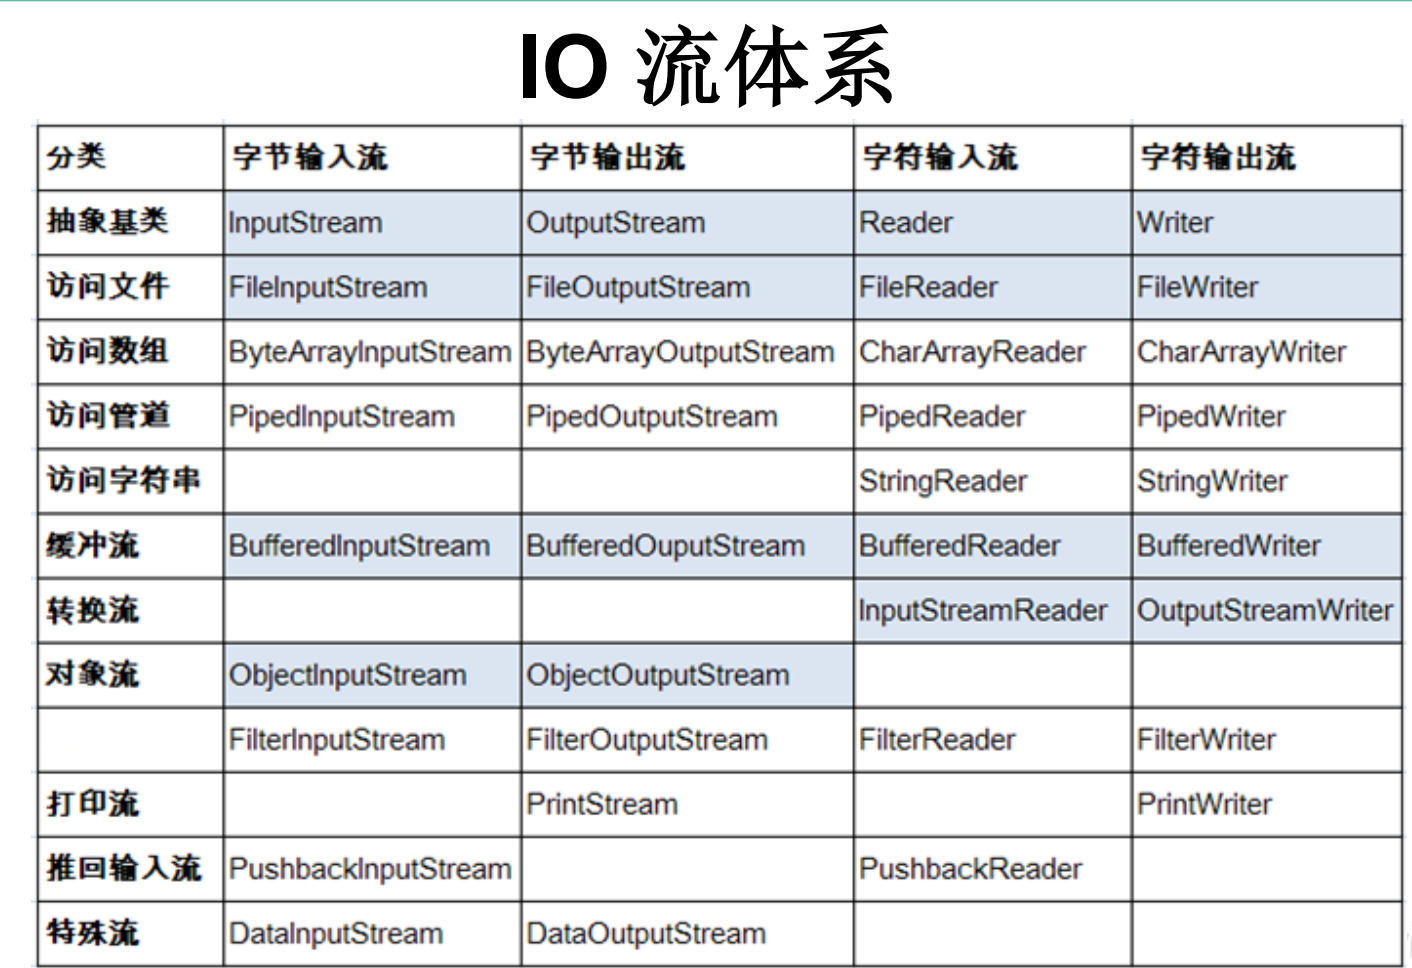 IO 流体系
分类 字节输入流 字节输出流 字符输入流 字符输出流
抽象基类 InputStream OutputStream Reader Writer
访问文件 FileInputStream FileOutputStream FileReader FileWriter
访问数组 ByteArrayInputStream ByteArrayOutputStream CharArrayReader CharArrayWriter
访问管道 PipedInputStream PipedOutputStream PipedReader PipedWriter
访问字符串 StringReader StringWriter
缓冲流 BufferedInputStream BufferedOuputStream BufferedReader BufferedWriter
转换流 InputStreamReader OutputStreamWriter
对象流 ObjectInputStream ObjectOutputStream
FilterInputStream FilterOutputStream FilterReader FilterWriter
打印流 PrintStream PrintWriter
推回输入流 PushbackInputStream PushbackReader
特殊流 DataInputStream DataOutputStream